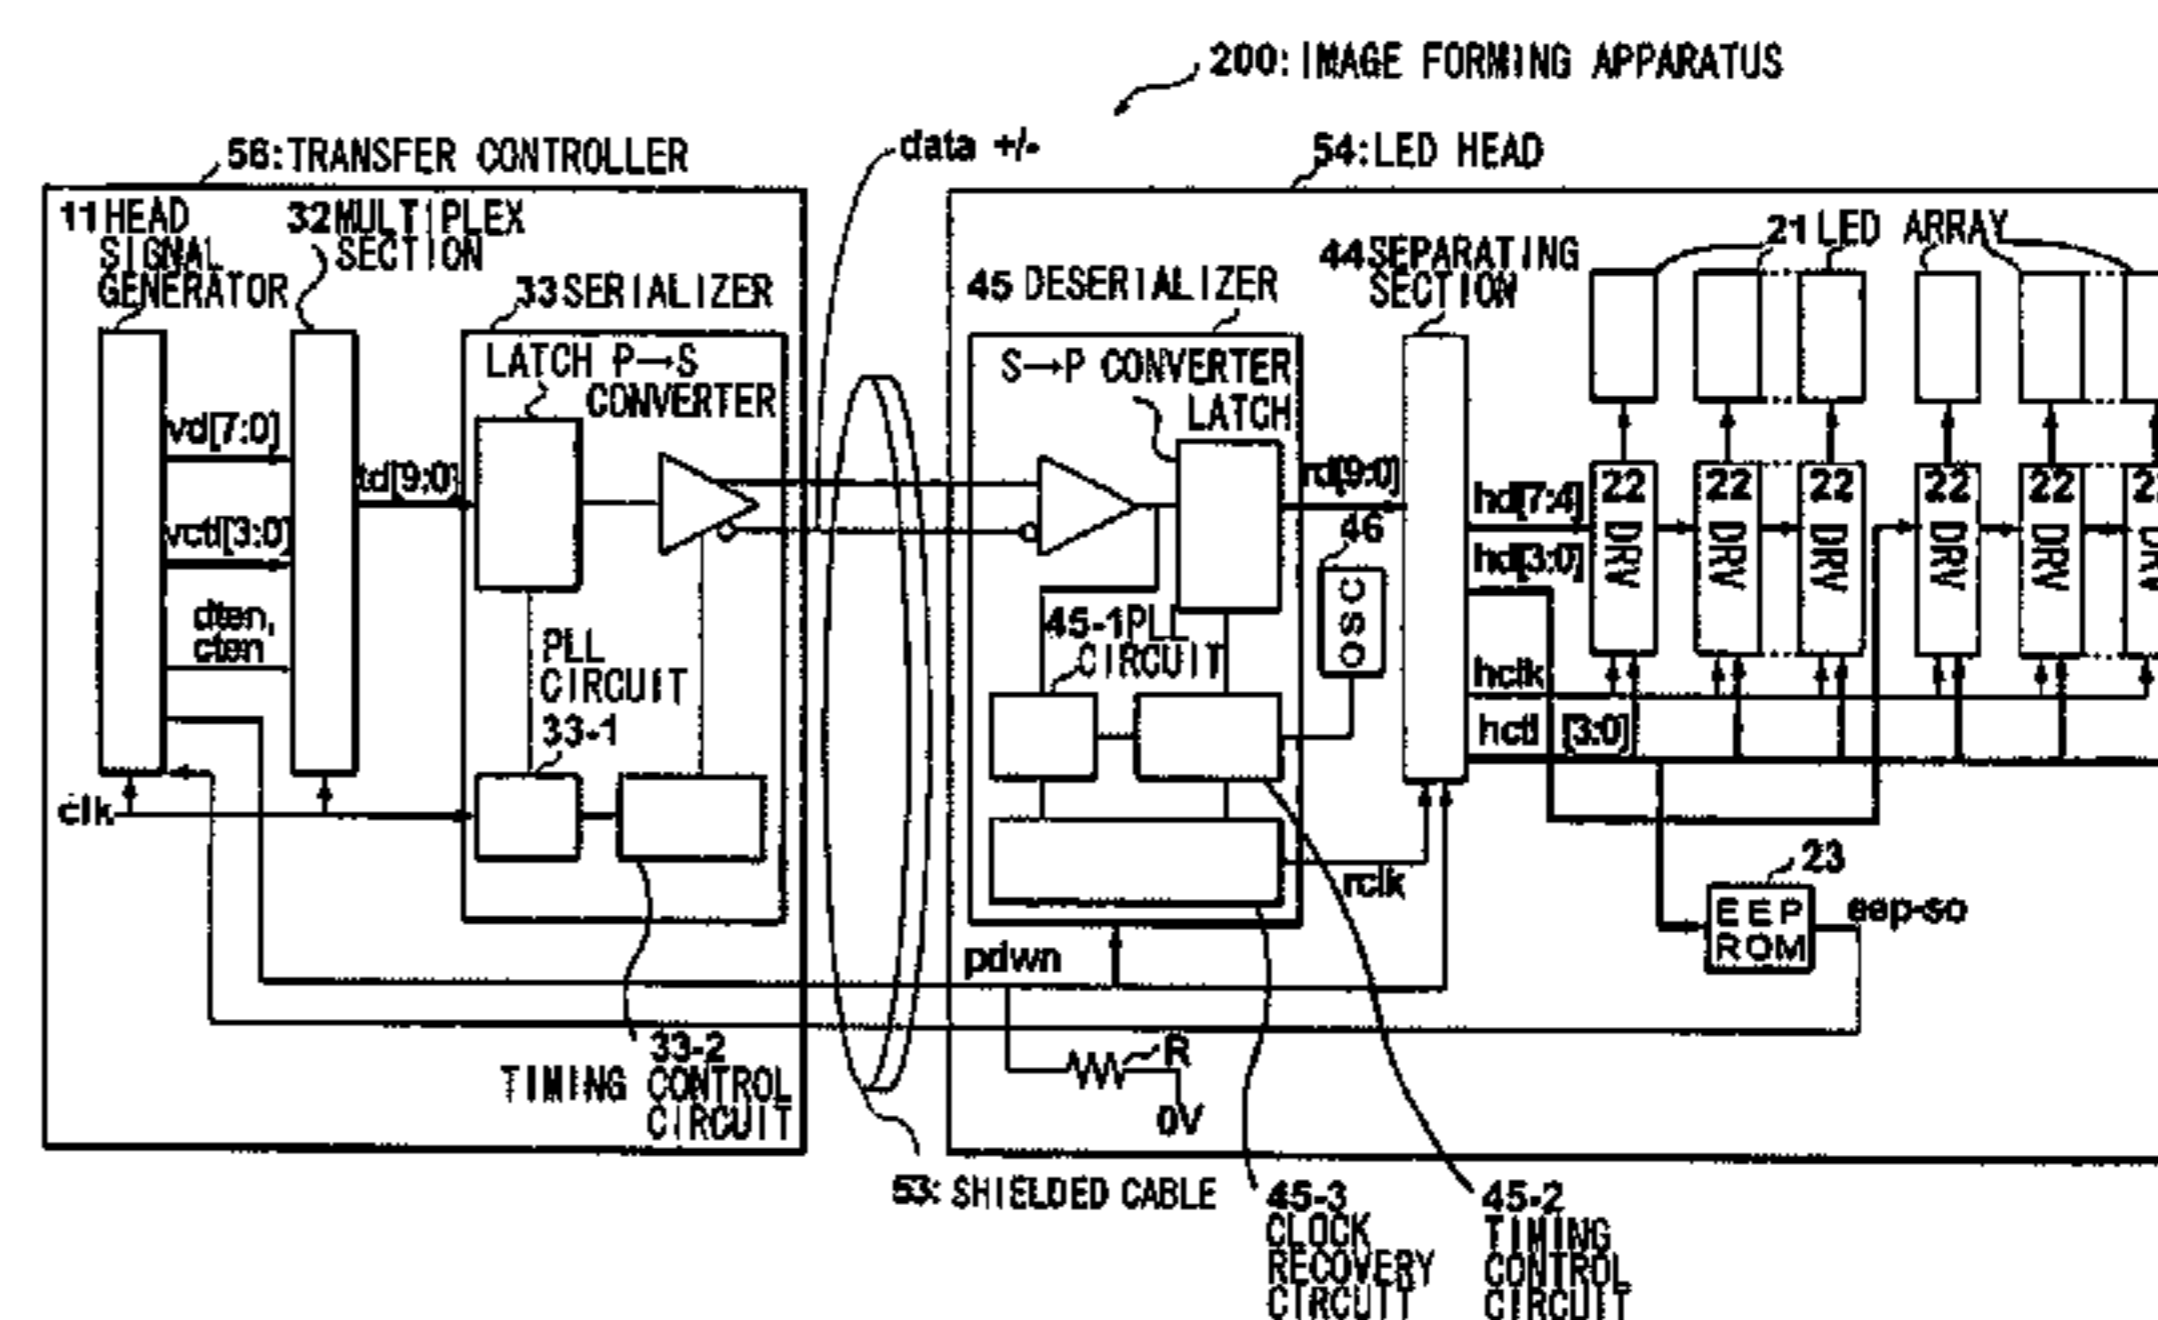 200: IMAGE FORMING APPARATUS
56: TRANSFER CONTROLLER
data +/-
54: LED HEAD
11 HEAD
SIGNAL
GENERATOR
32 MULTIPLEX
SECTION
33 SERIALIZER
LATCH P→S
CONVERTER
45 DESERIALIZER
S→P CONVERTER
LATCH
44 SEPARATING
SECTION
21 LED ARRAY
vd[7:0]
vctl[3:0]
dten,
cten
td[9:0]
rd[9:0]
46
OSC
hd[7:4]
hd[3:0]
hclk
hctl [3:0]
22 DRV
22 DRV
22 DRV
22 DRV
22 DRV
PLL
CIRCUIT
33-1
45-1 PLL
CIRCUIT
clk
rclk
23
EEP
ROM
eep-so
pdwn
R
0V
33-2
TIMING CONTROL
CIRCUIT
53: SHIELDED CABLE
45-3
CLOCK
RECOVERY
CIRCUIT
45-2
TIMING
CONTROL
CIRCUIT